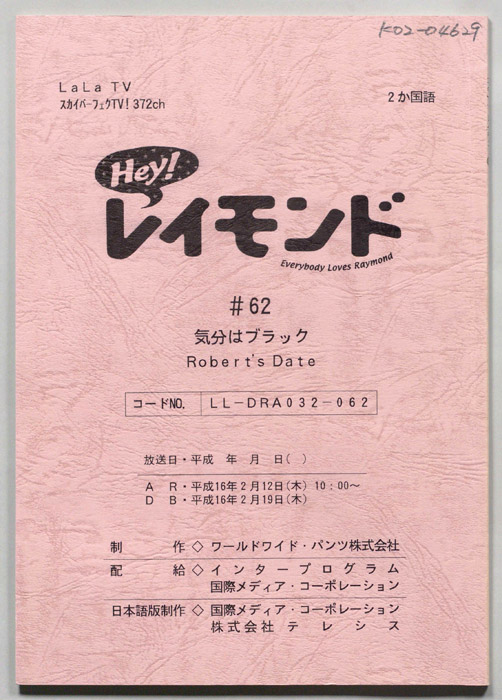 K02-04629
LaLa TV
ｽｶｲﾊﾟｰﾌｪｸTV! 372ch
2か国語
Hey!
レイモンド
Everybody Loves Raymond
#62
気分はブラック
Robert's Date
コードNO. LL-DRA032-062
放送日・平成 年 月 日( )
A R・平成16年2月12日(木) 10:00～
D B・平成16年2月19日(木)
制 作◇ ワールドワイド・パンツ株式会社
配 給◇ インタープログラム
国際メディア・コーポレーション
日本語版制作◇ 国際メディア・コーポレーション
株式会社テレシス